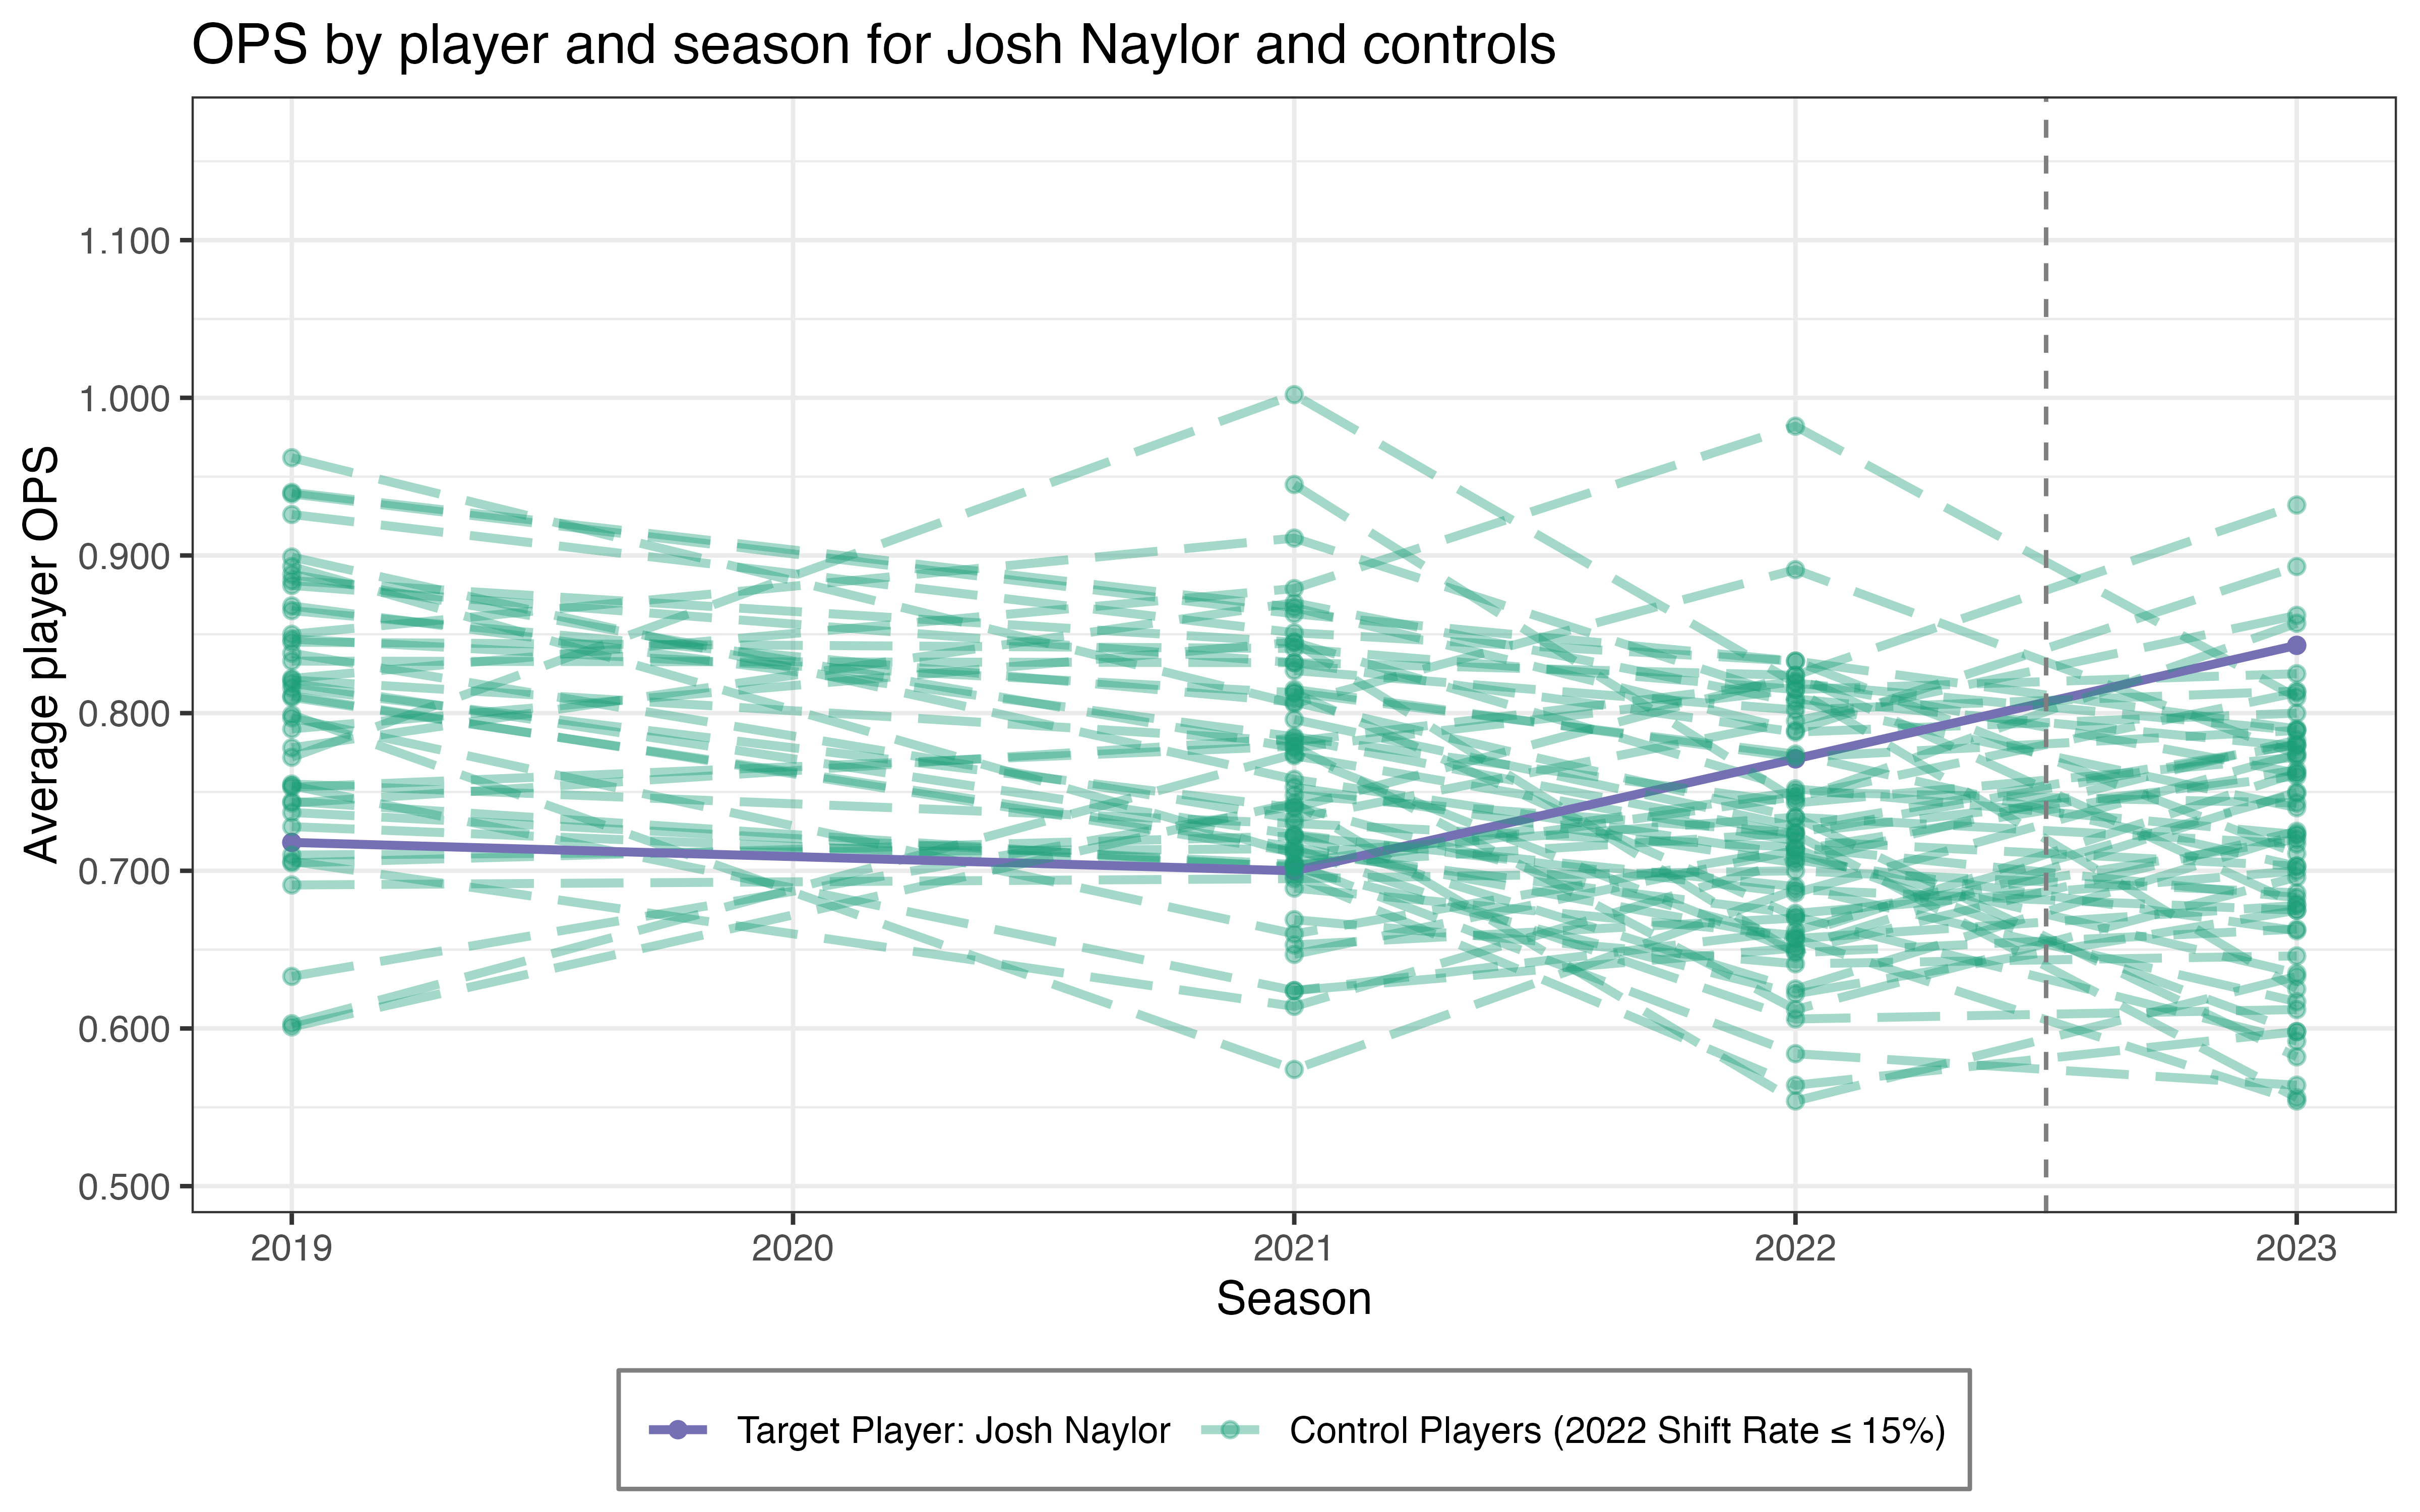 OPS by player and season for Josh Naylor and controls
Average player OPS
1.100
1.000
0.900
0.800
0.700
0.600
0.500
2019 2020 2021 2022 2023
Season
Target Player: Josh Naylor Control Players (2022 Shift Rate ≤ 15%)